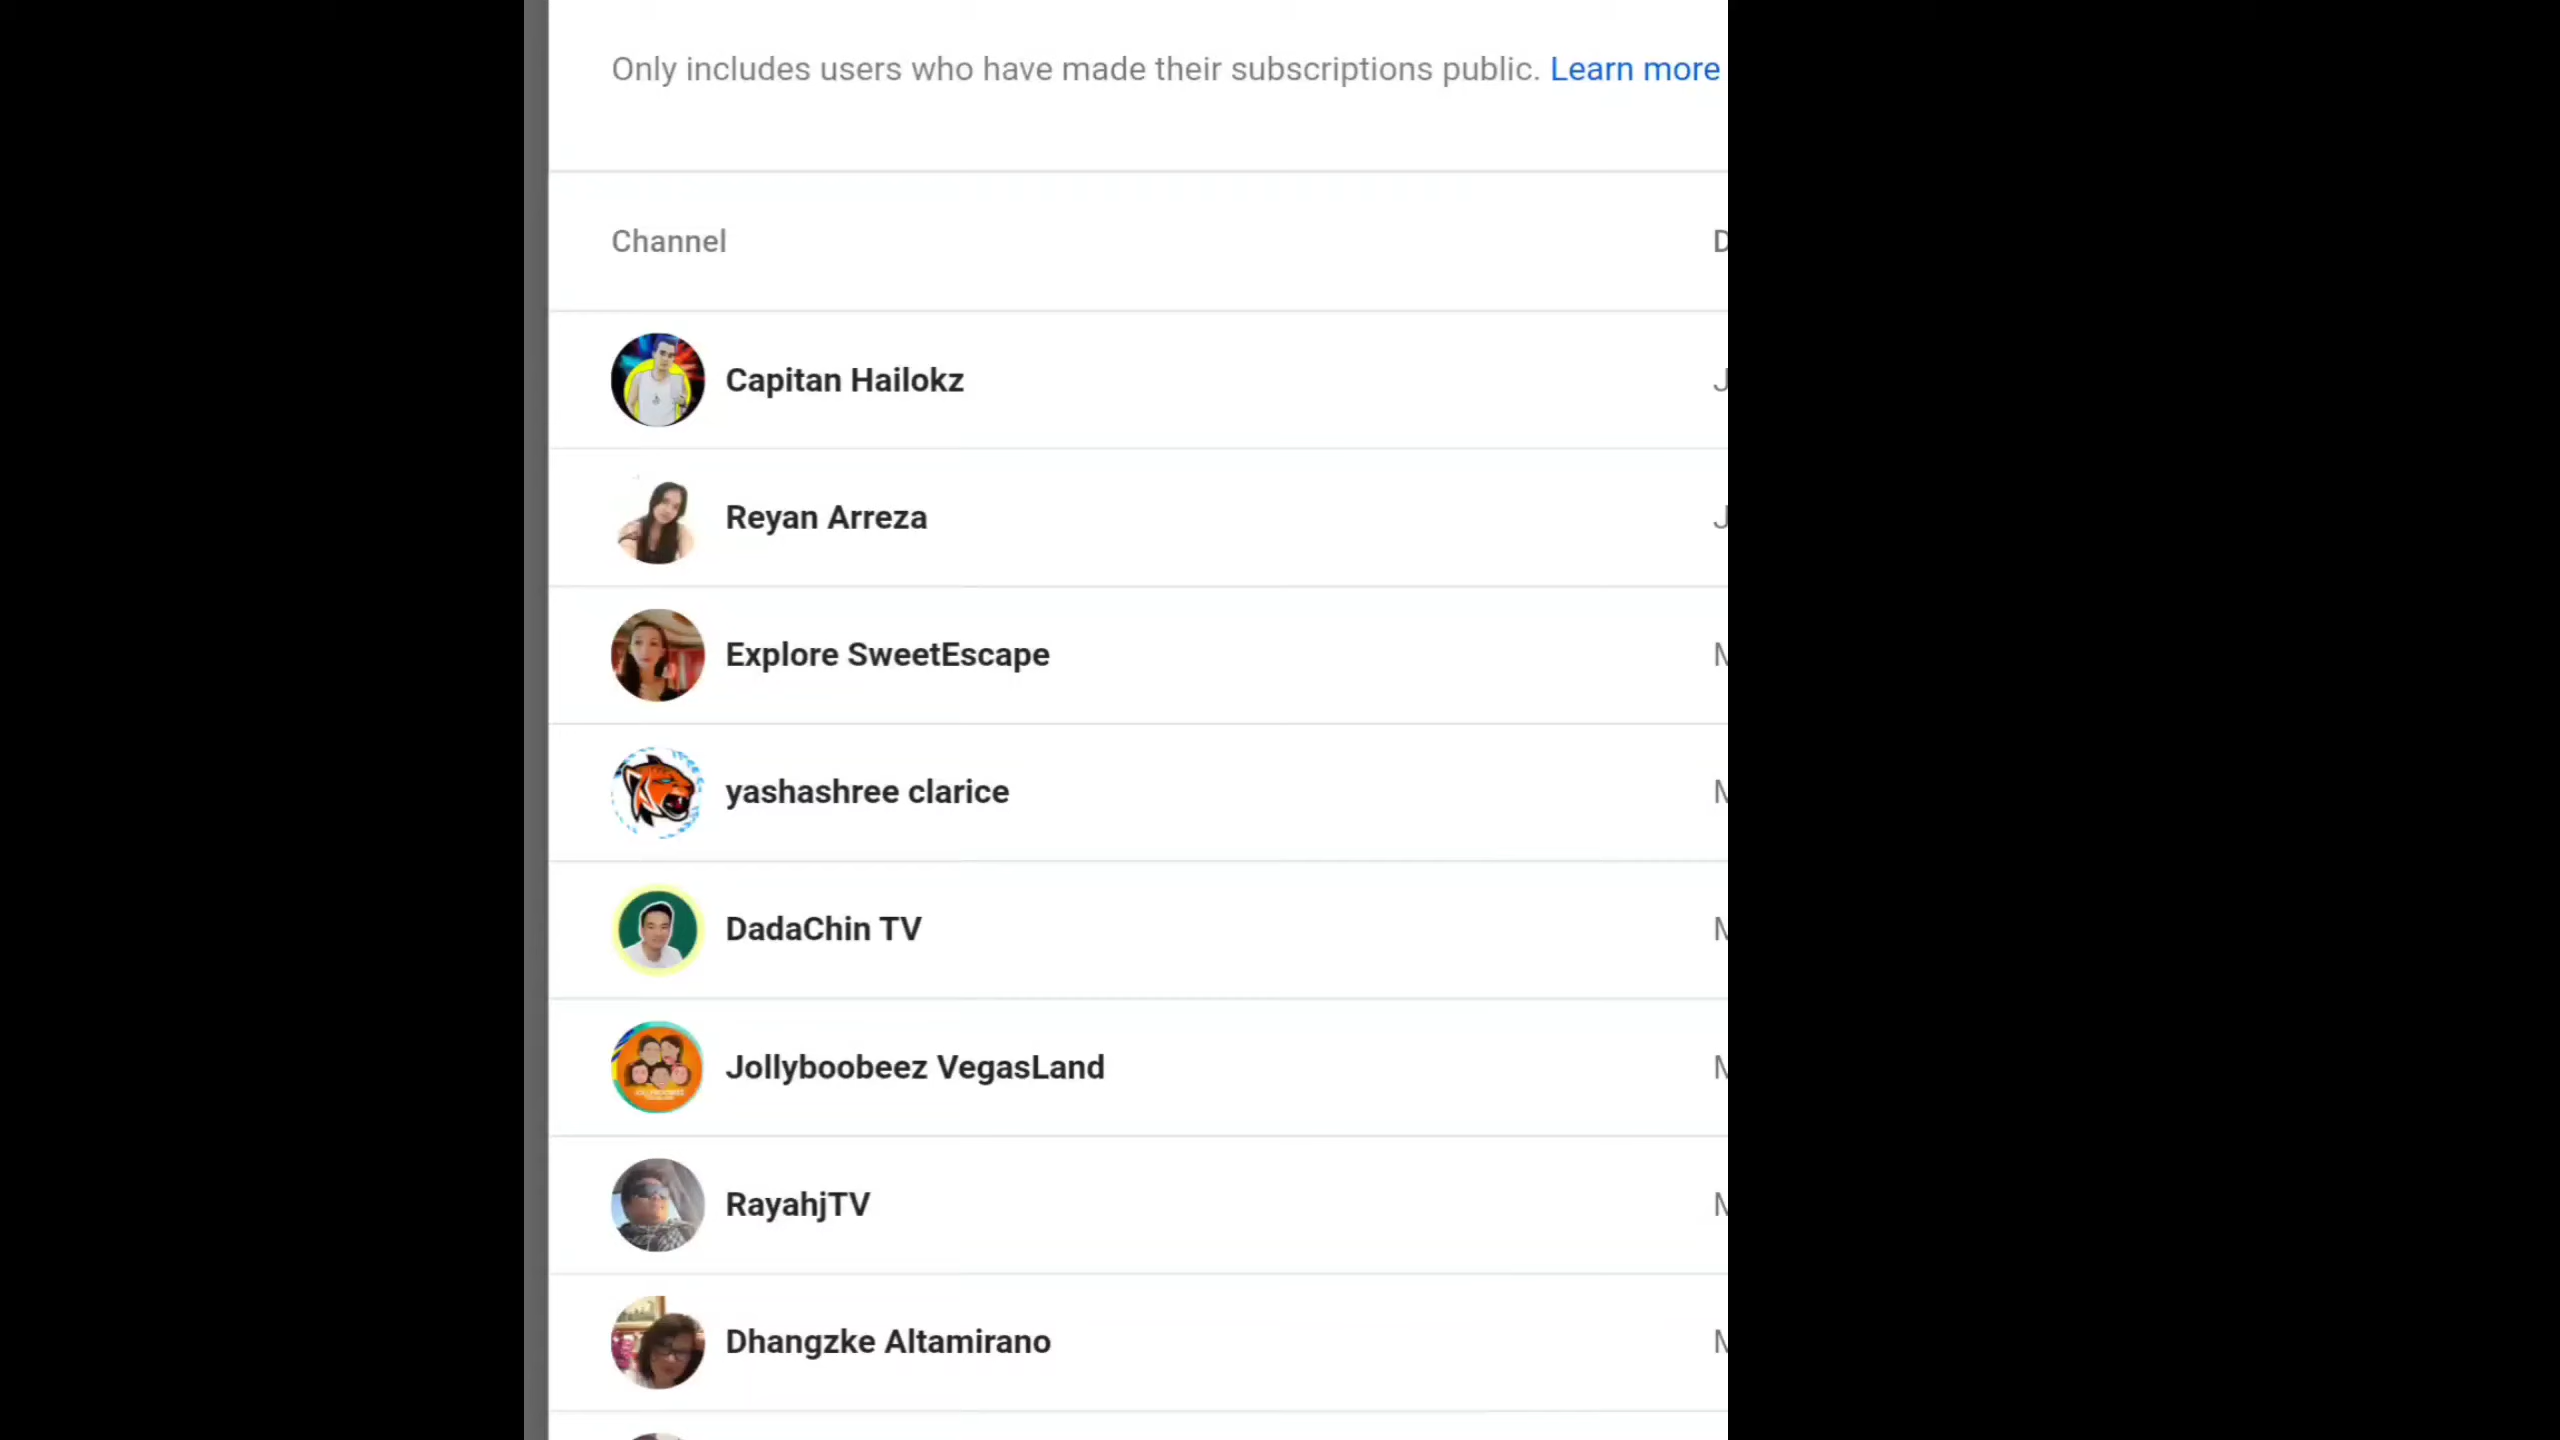 Only includes users who have made their subscriptions public. Learn more
Channel
Capitan Hailokz
Reyan Arreza
Explore SweetEscape
yashashree clarice
DadaChin TV
Jollyboobeez VegasLand
RayahjTV
Dhangzke Altamirano